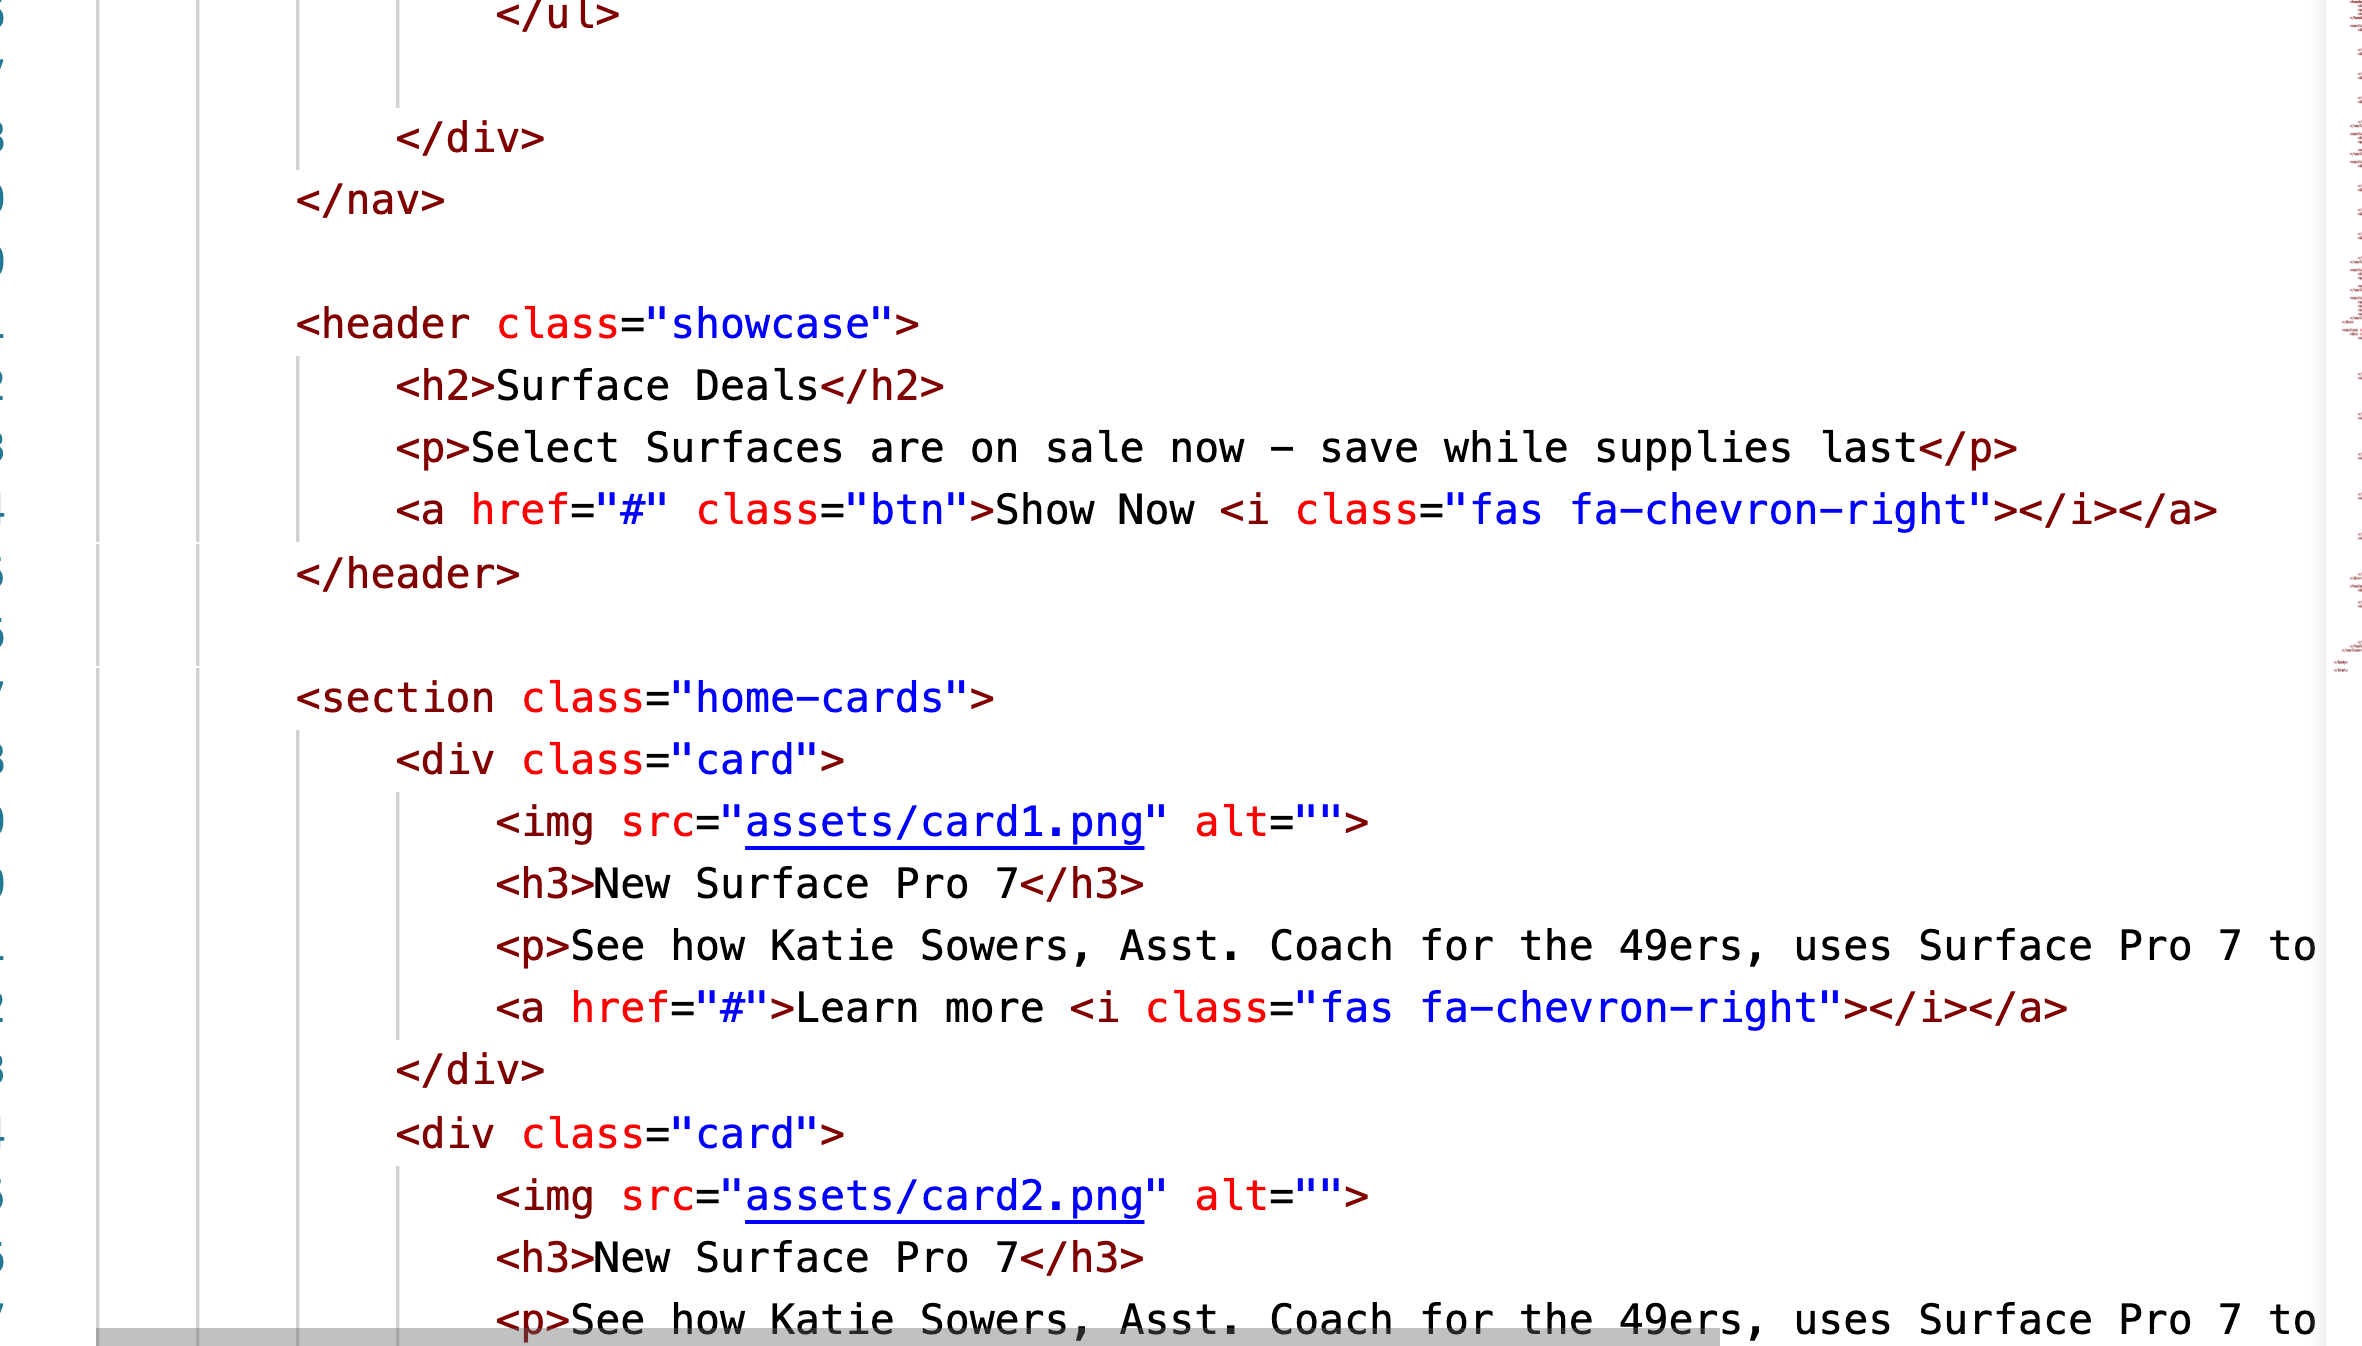 </ul>
</div>
</nav>
<header class="showcase">
<h2>Surface Deals</h2>
<p>Select Surfaces are on sale now - save while supplies last</p>
<a href="#" class="btn">Show Now <i class="fas fa-chevron-right"></i></a>
</header>
<section class="home-cards">
<div class="card">
<img src="assets/card1.png" alt="">
<h3>New Surface Pro 7</h3>
<p>See how Katie Sowers, Asst. Coach for the 49ers, uses Surface Pro 7 to
<a href="#">Learn more <i class="fas fa-chevron-right"></i></a>
</div>
<div class="card">
<img src="assets/card2.png" alt="">
<h3>New Surface Pro 7</h3>
<p>See how Katie Sowers, Asst. Coach for the 49ers, uses Surface Pro 7 to